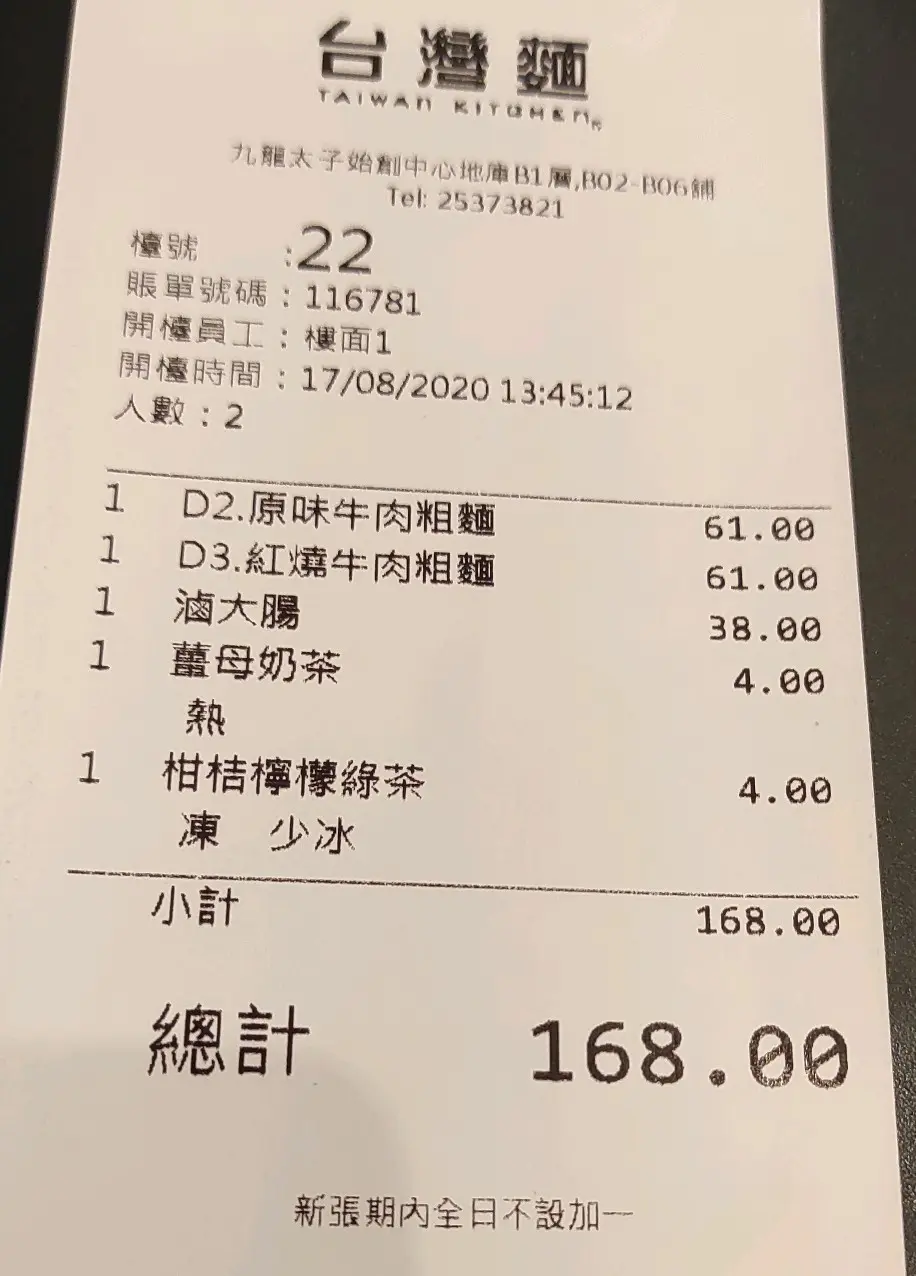 台灣麵
TAIWAN KITCHEN®
九龍太子始創中心地庫B1層,B02-B06舖
Tel: 25373821
檯號 :22
賬單號碼 : 116781
開檯員工 : 樓面1
開檯時間 : 17/08/2020 13:45:12
人數 : 2
1 D2.原味牛肉粗麵 61.00
1 D3.紅燒牛肉粗麵 61.00
1 滷大腸 38.00
1 薑母奶茶 4.00
熱
1 柑桔檸檬綠茶 4.00
凍 少冰
小計 168.00
總計 168.00
新張期內全日不設加一